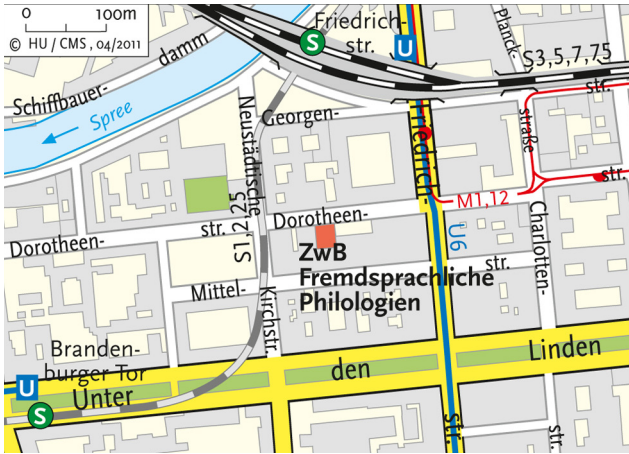 0 100m
© HU / CMS , 04/2011
Friedrich-
str.
S
U
Planck-
straße
S3,5,7,75
damm
Schiffbauer-
Spree
Georgen-
str.
Neustädtische
Kirchstr.
S1,2,25
Friedrich-
str.
M1,12
str.
Dorotheen-
str.
Dorotheen-
U6
Charlotten-
str.
ZwB
Fremdsprachliche
Philologien
Mittel-
str.
Branden-
burger Tor
U
S
Unter
den
Linden